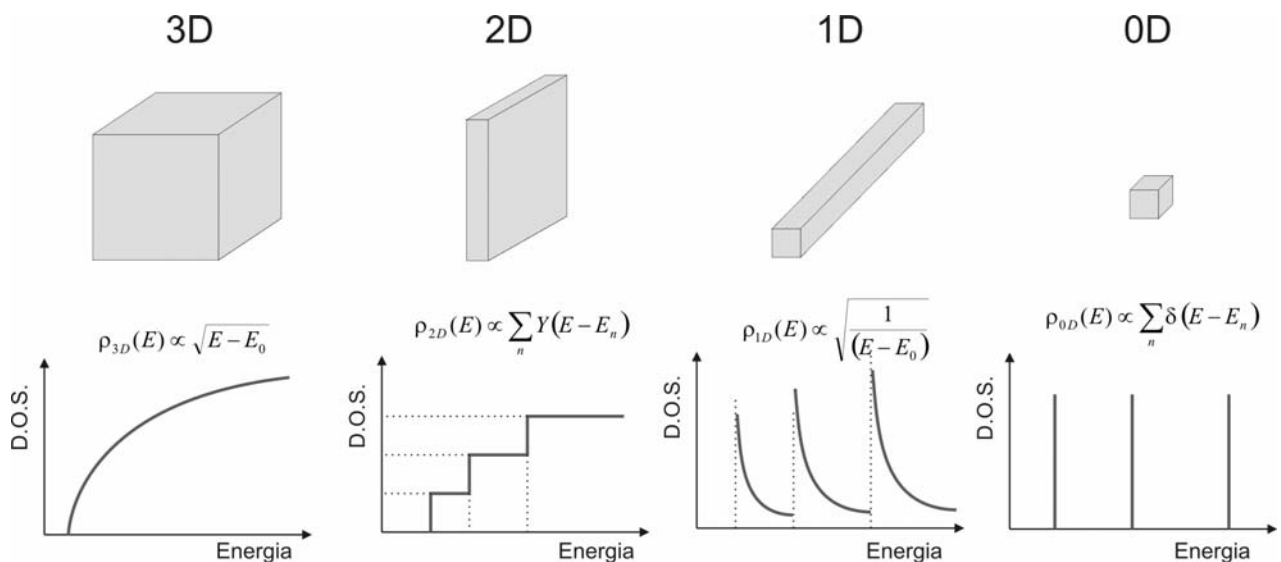 3D
2D
1D
0D
ρ3D(E) ∝ √E − E0
ρ2D(E) ∝ ∑n Y(E − En)
ρ1D(E) ∝ √1/(E − E0)
ρ0D(E) ∝ ∑n δ(E − En)
D.O.S.
D.O.S.
D.O.S.
D.O.S.
Energia
Energia
Energia
Energia